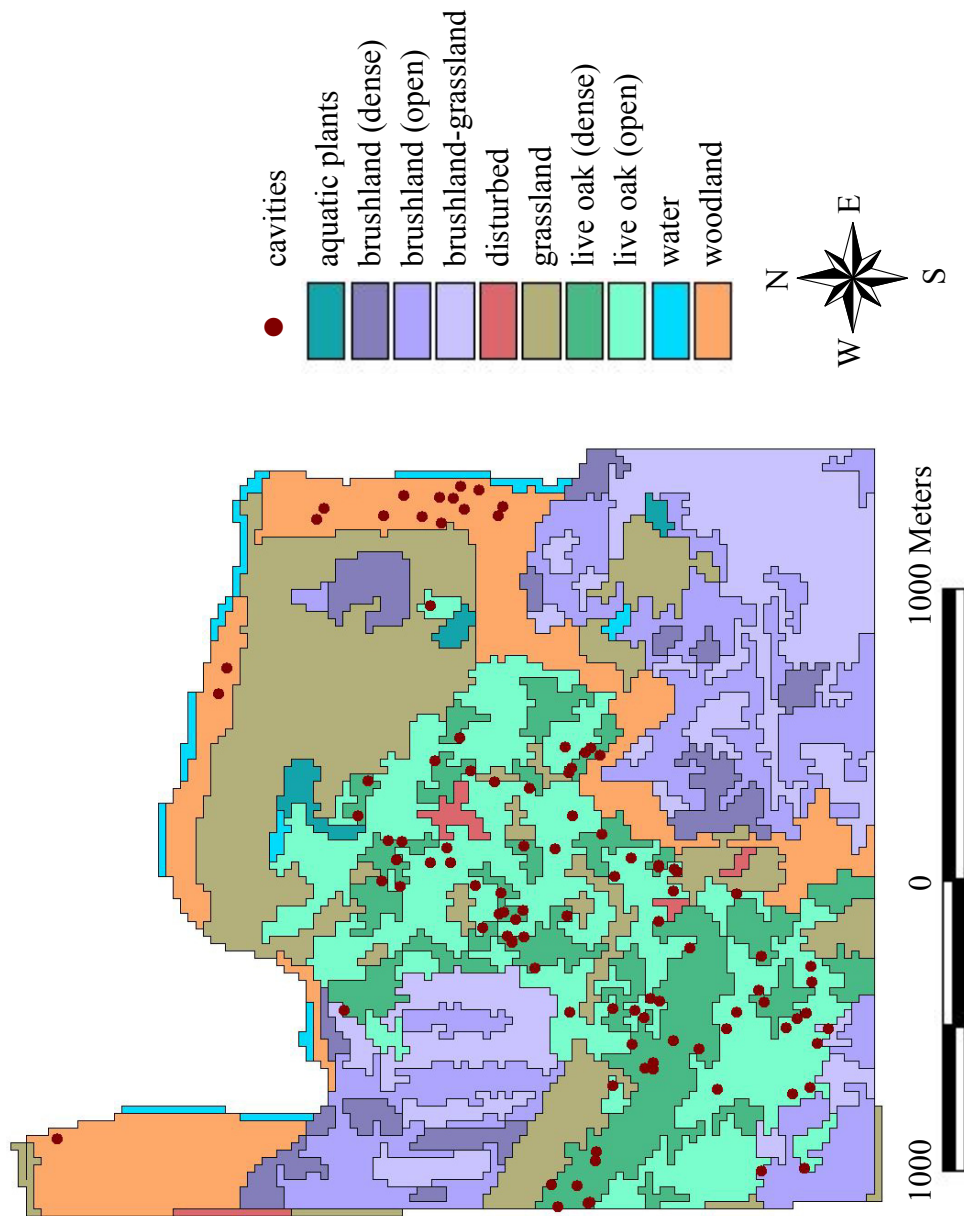 cavities
aquatic plants
brushland (dense)
brushland (open)
brushland-grassland
disturbed
grassland
live oak (dense)
live oak (open)
water
woodland
N
W
E
S
1000
0
1000 Meters